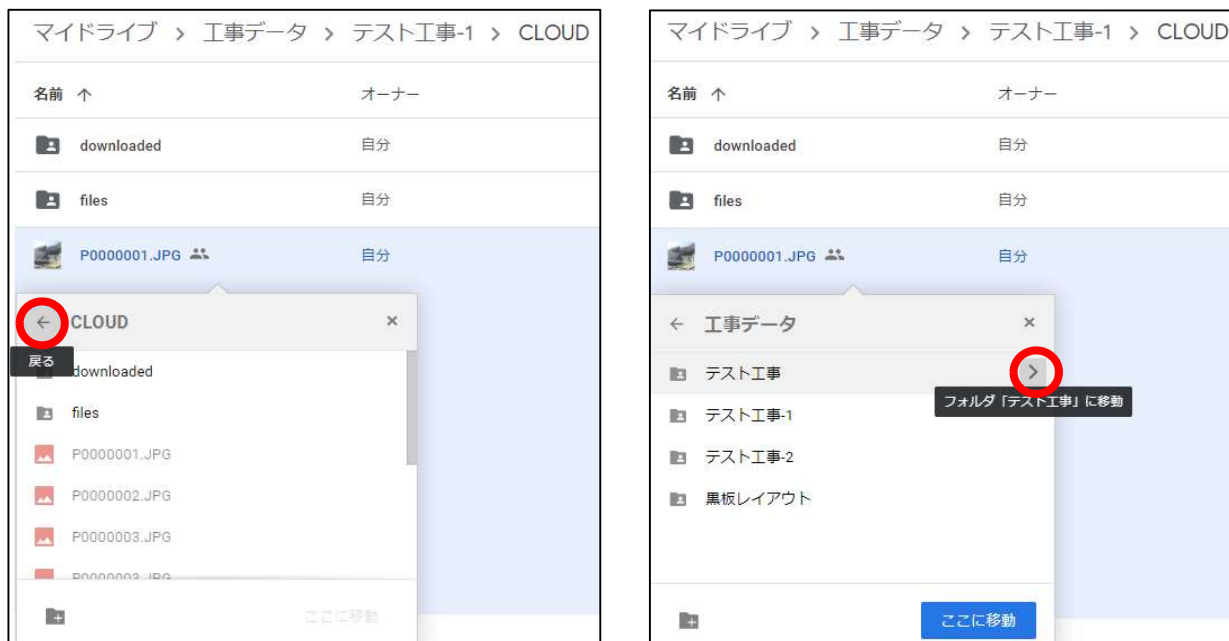 マイドライブ > 工事データ > テスト工事-1 > CLOUD
名前 ↑ オーナー
downloaded 自分
files 自分
P0000001.JPG 自分
← CLOUD ×
戻る
downloaded
files
P0000001.JPG
P0000002.JPG
P0000003.JPG
ここに移動
マイドライブ > 工事データ > テスト工事-1 > CLOUD
名前 ↑ オーナー
downloaded 自分
files 自分
P0000001.JPG 自分
← 工事データ ×
テスト工事 >
フォルダ「テスト工事」に移動
テスト工事-1
テスト工事-2
黒板レイアウト
ここに移動